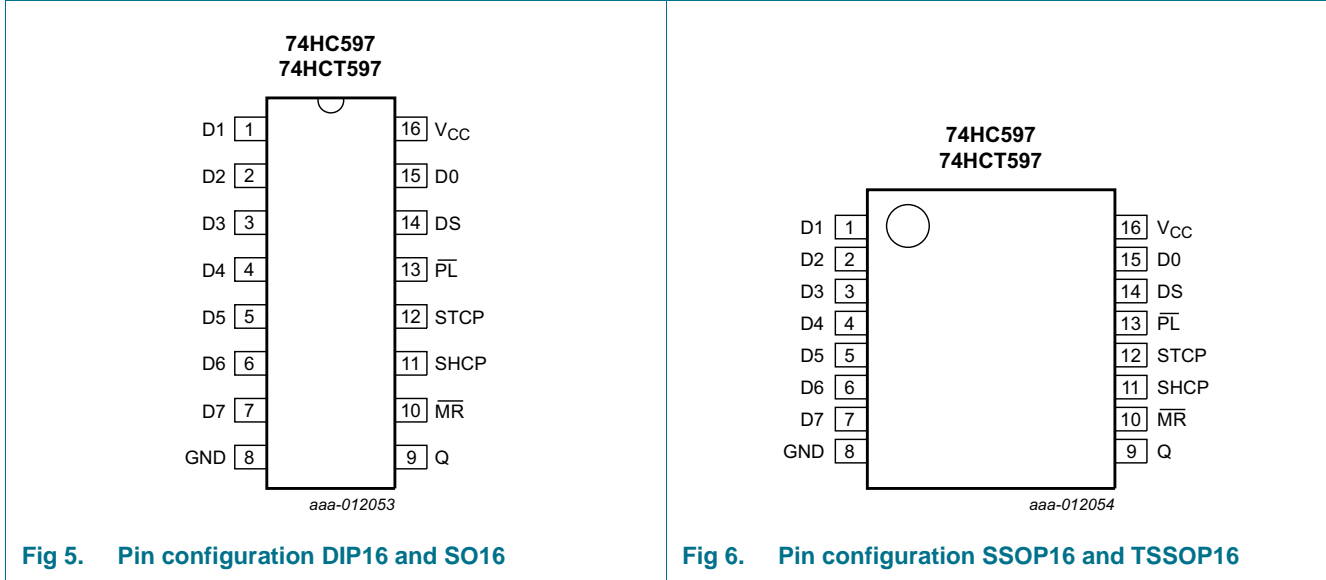 74HC597
74HCT597
D1 1 16 VCC
D2 2 15 D0
D3 3 14 DS
D4 4 13 P̅L̅
D5 5 12 STCP
D6 6 11 SHCP
D7 7 10 M̅R̅
GND 8 9 Q
aaa-012053
Fig 5. Pin configuration DIP16 and SO16
74HC597
74HCT597
D1 1 16 VCC
D2 2 15 D0
D3 3 14 DS
D4 4 13 P̅L̅
D5 5 12 STCP
D6 6 11 SHCP
D7 7 10 M̅R̅
GND 8 9 Q
aaa-012054
Fig 6. Pin configuration SSOP16 and TSSOP16